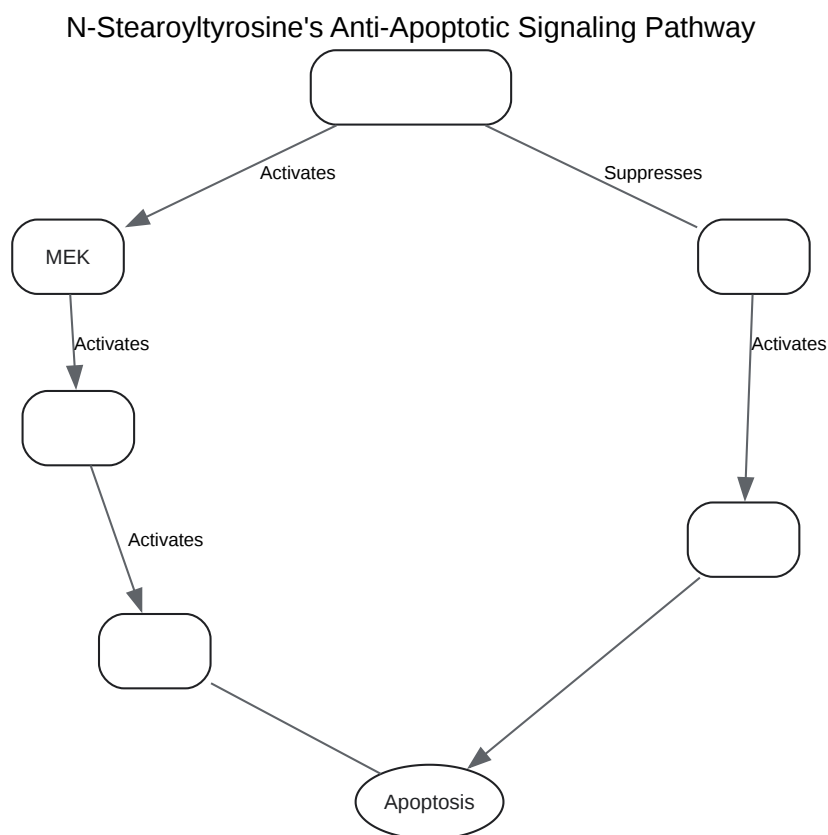 N-Stearoyltyrosine's Anti-Apoptotic Signaling Pathway
Activates
Suppresses
MEK
Activates
Activates
Activates
Apoptosis